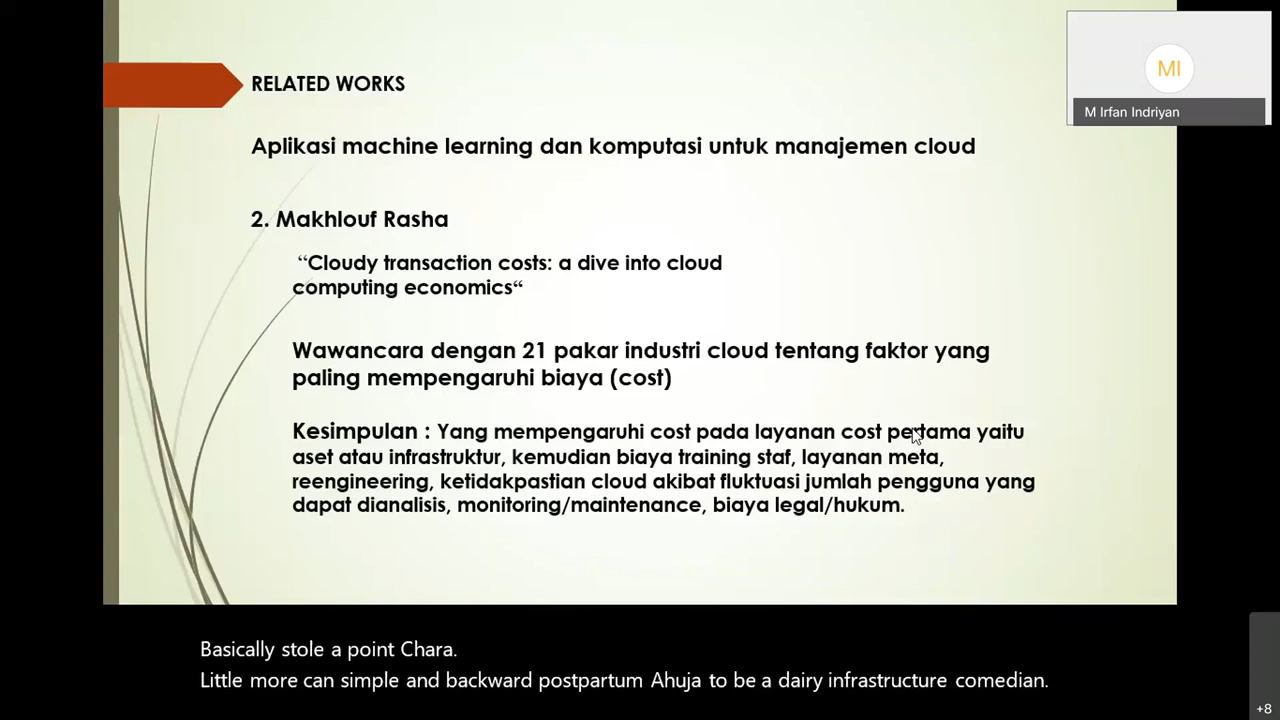 RELATED WORKS
MI
M Irfan Indriyan
Aplikasi machine learning dan komputasi untuk manajemen cloud
2. Makhlouf Rasha
“Cloudy transaction costs: a dive into cloud
computing economics“
Wawancara dengan 21 pakar industri cloud tentang faktor yang
paling mempengaruhi biaya (cost)
Kesimpulan : Yang mempengaruhi cost pada layanan cost pertama yaitu
aset atau infrastruktur, kemudian biaya training staf, layanan meta,
reengineering, ketidakpastian cloud akibat fluktuasi jumlah pengguna yang
dapat dianalisis, monitoring/maintenance, biaya legal/hukum.
Basically stole a point Chara.
Little more can simple and backward postpartum Ahuja to be a dairy infrastructure comedian.
+8